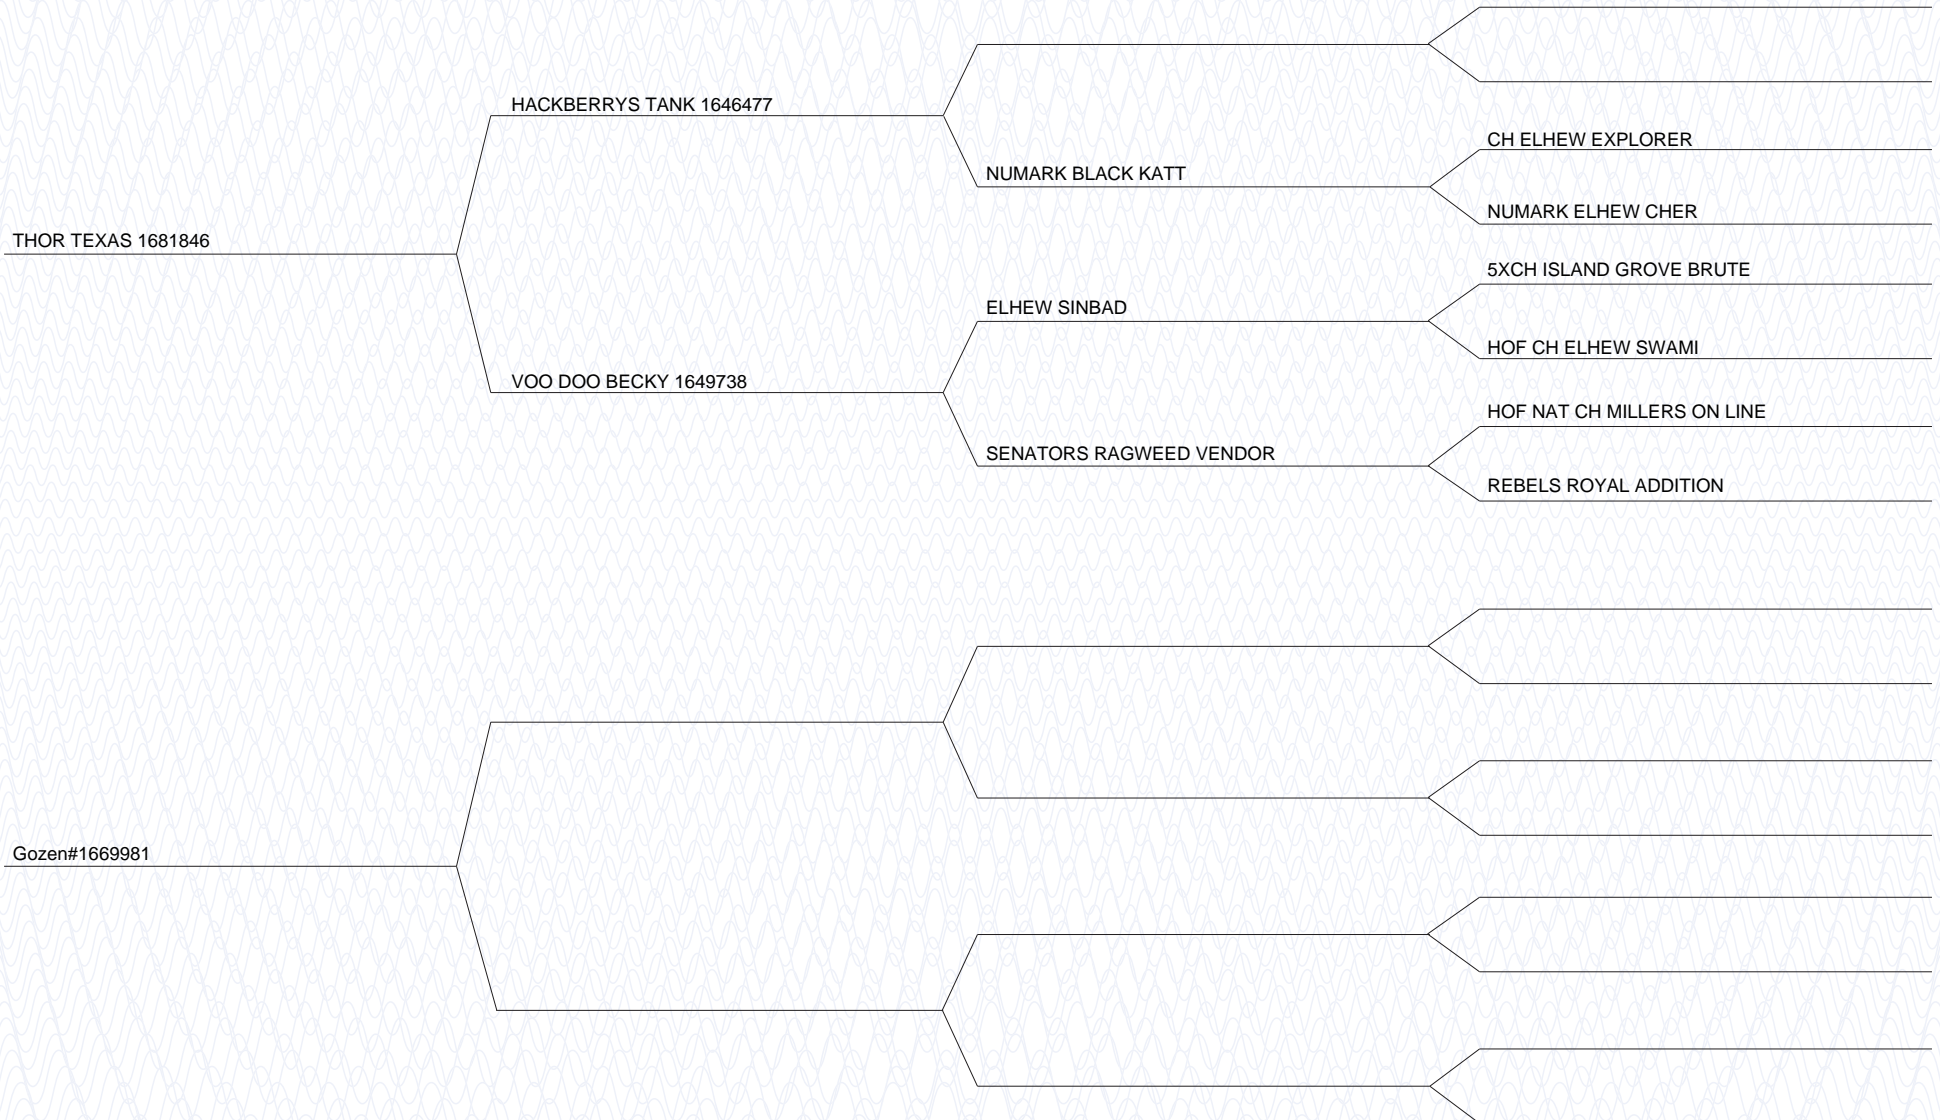 HACKBERRYS TANK 1646477
CH ELHEW EXPLORER
NUMARK BLACK KATT
NUMARK ELHEW CHER
THOR TEXAS 1681846
5XCH ISLAND GROVE BRUTE
ELHEW SINBAD
HOF CH ELHEW SWAMI
VOO DOO BECKY 1649738
HOF NAT CH MILLERS ON LINE
SENATORS RAGWEED VENDOR
REBELS ROYAL ADDITION
Gozen#1669981